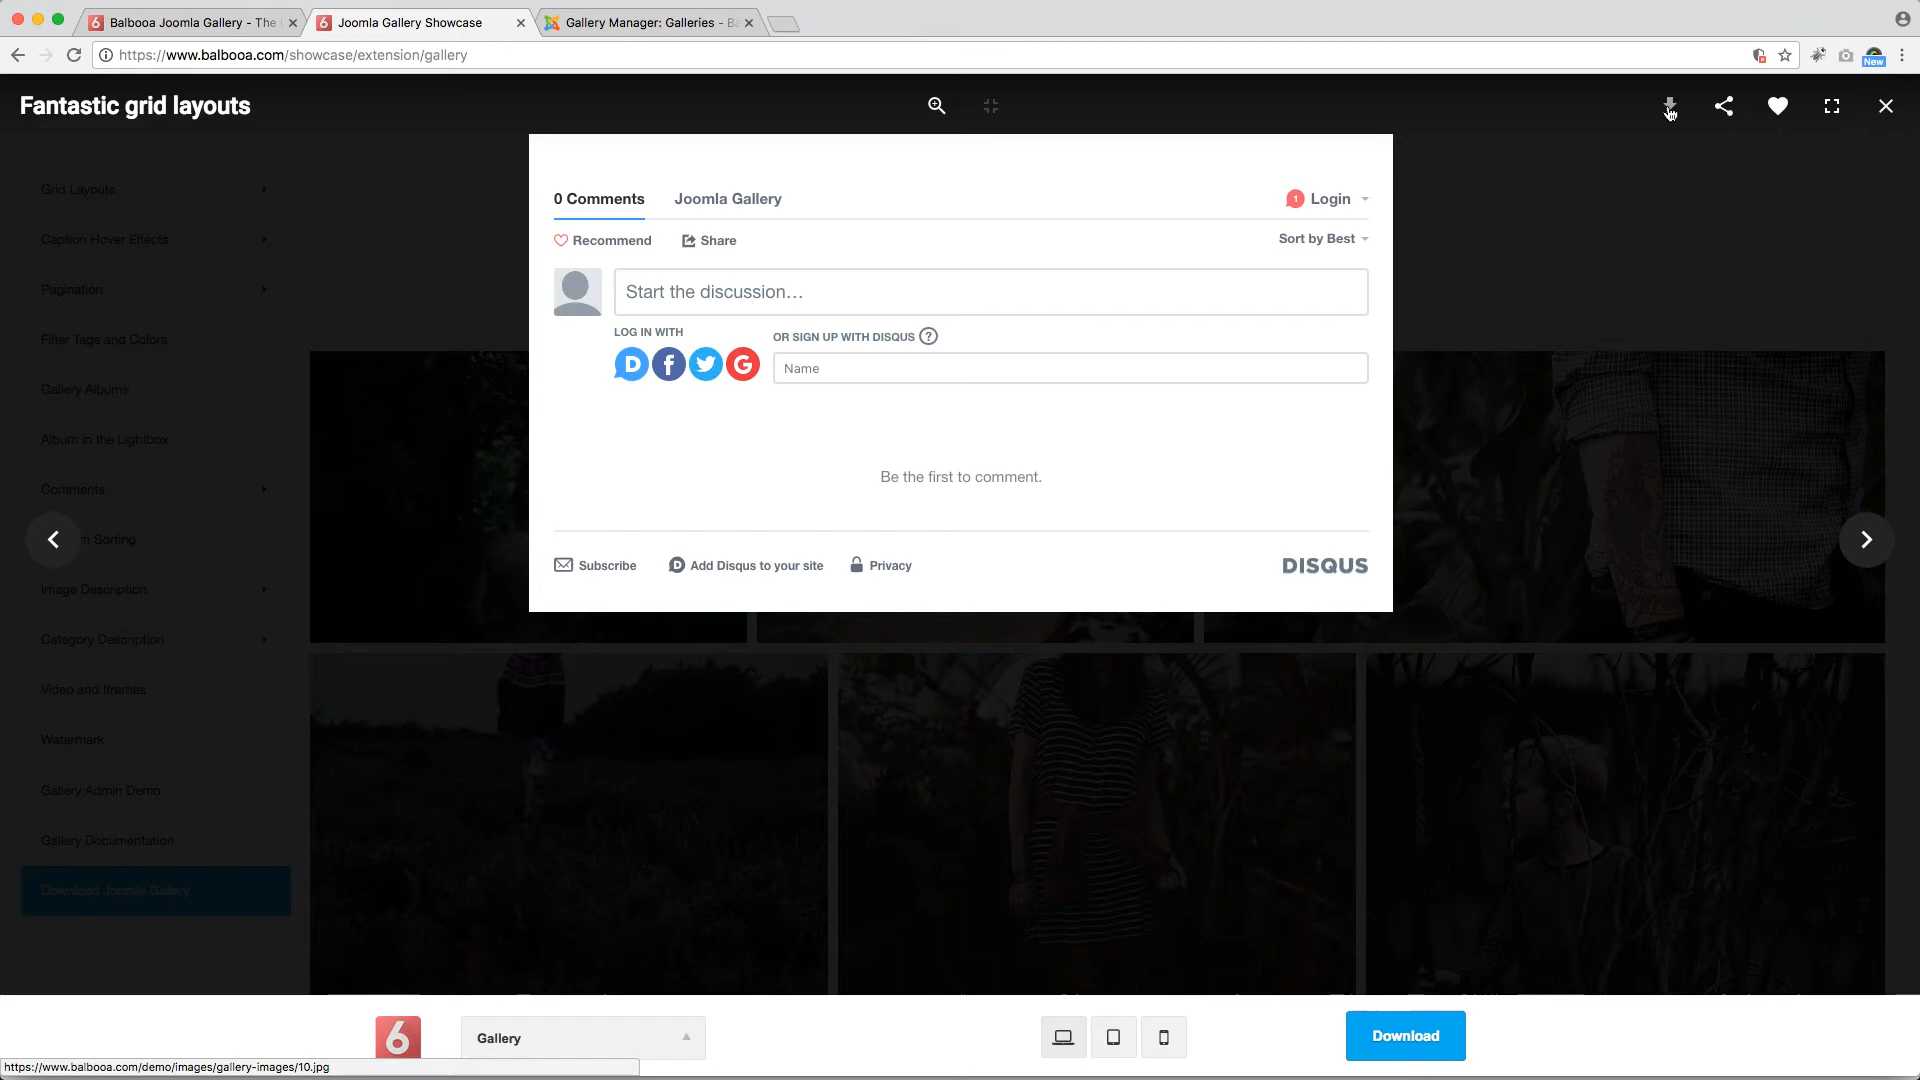 Balbooa Joomla Gallery - The
Joomla Gallery Showcase
Gallery Manager: Galleries - Ba
https://www.balbooa.com/showcase/extension/gallery
New
Fantastic grid layouts
Grid Layouts
Caption Hover Effects
Pagination
Filter Tags and Colors
Gallery Albums
Album in the Lightbox
Comments
Sorting
Image Description
Category Description
Video and Iframes
Watermark
Gallery Admin Demo
Gallery Documentation
Download Joomla Gallery
0 Comments
Joomla Gallery
1
Login
Recommend
Share
Sort by Best
Start the discussion…
LOG IN WITH
OR SIGN UP WITH DISQUS ?
D f G
Name
Be the first to comment.
Subscribe
D Add Disqus to your site
Privacy
DISQUS
6
Gallery
Download
https://www.balbooa.com/demo/images/gallery-images/10.jpg